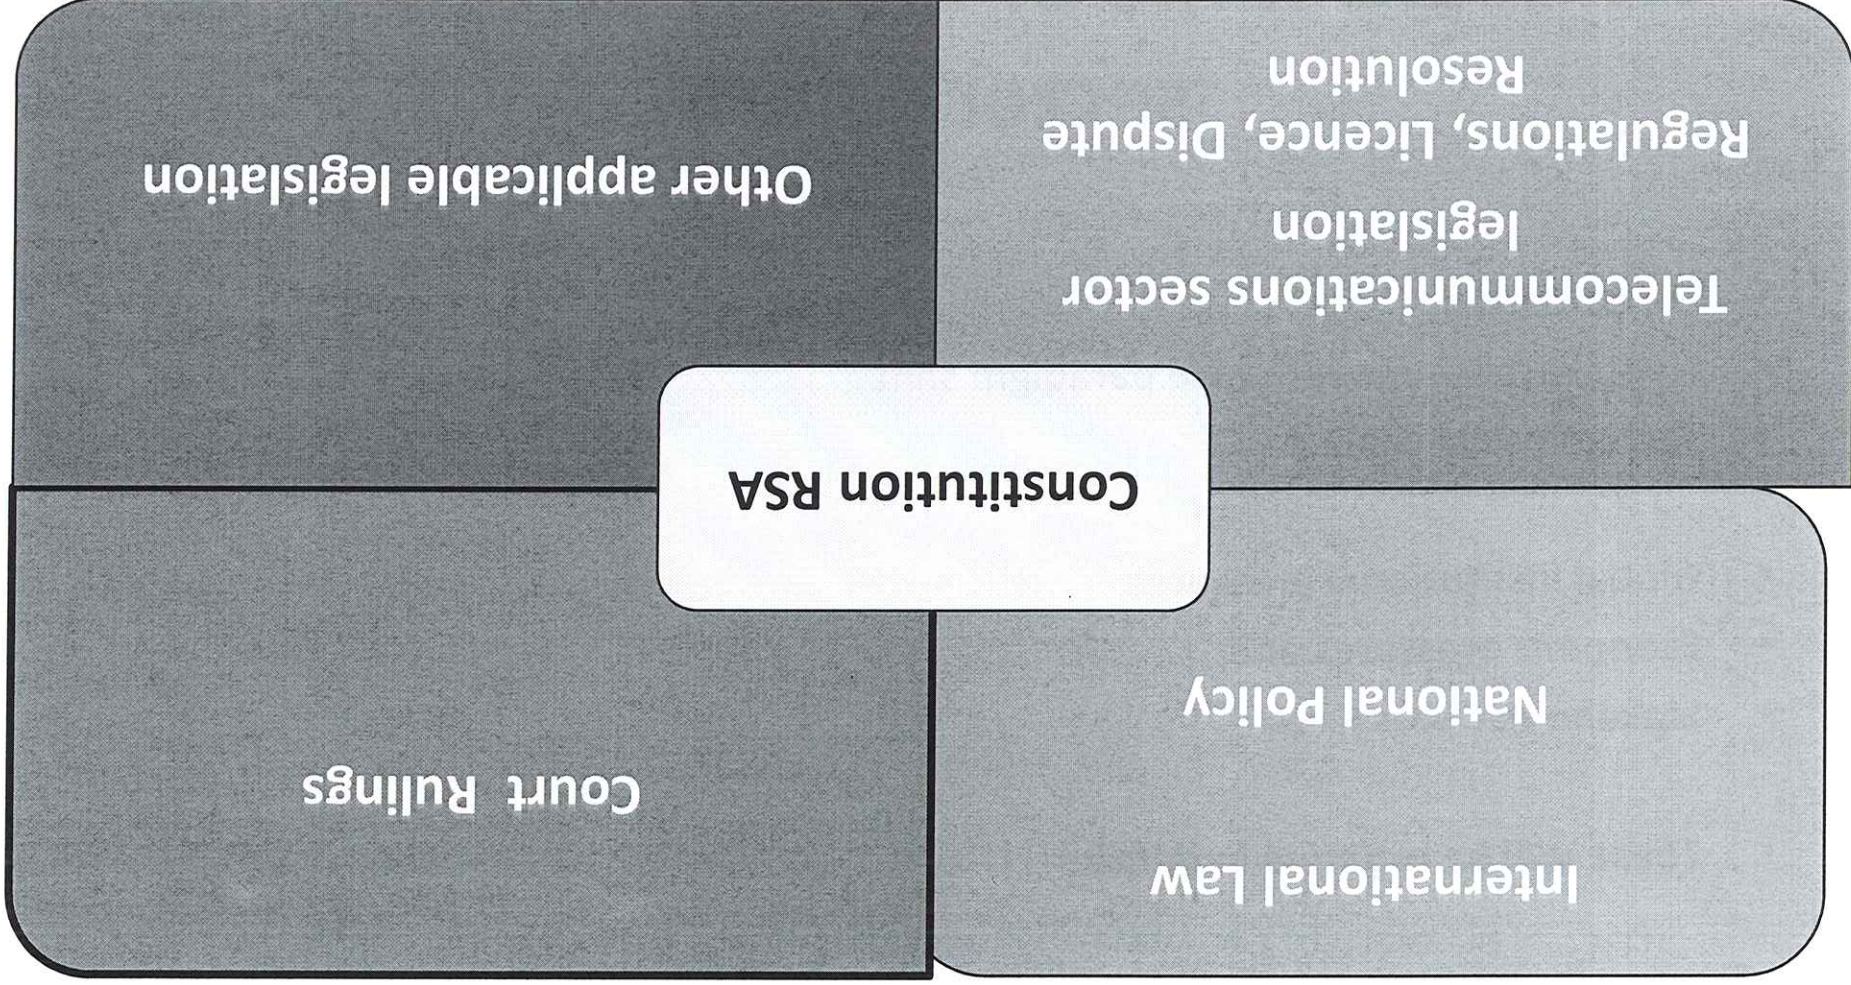 International Law
National Policy
Court Rulings
Constitution RSA
Telecommunications sector
legislation
Regulations, Licence, Dispute
Resolution
Other applicable legislation